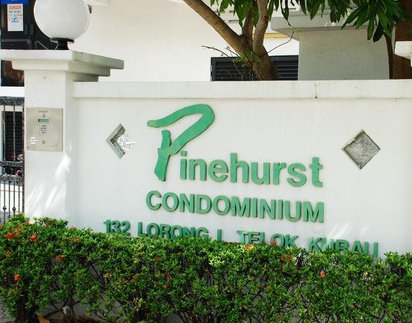 Pinehurst
CONDOMINIUM
132 LORONG L TELOK KURAU